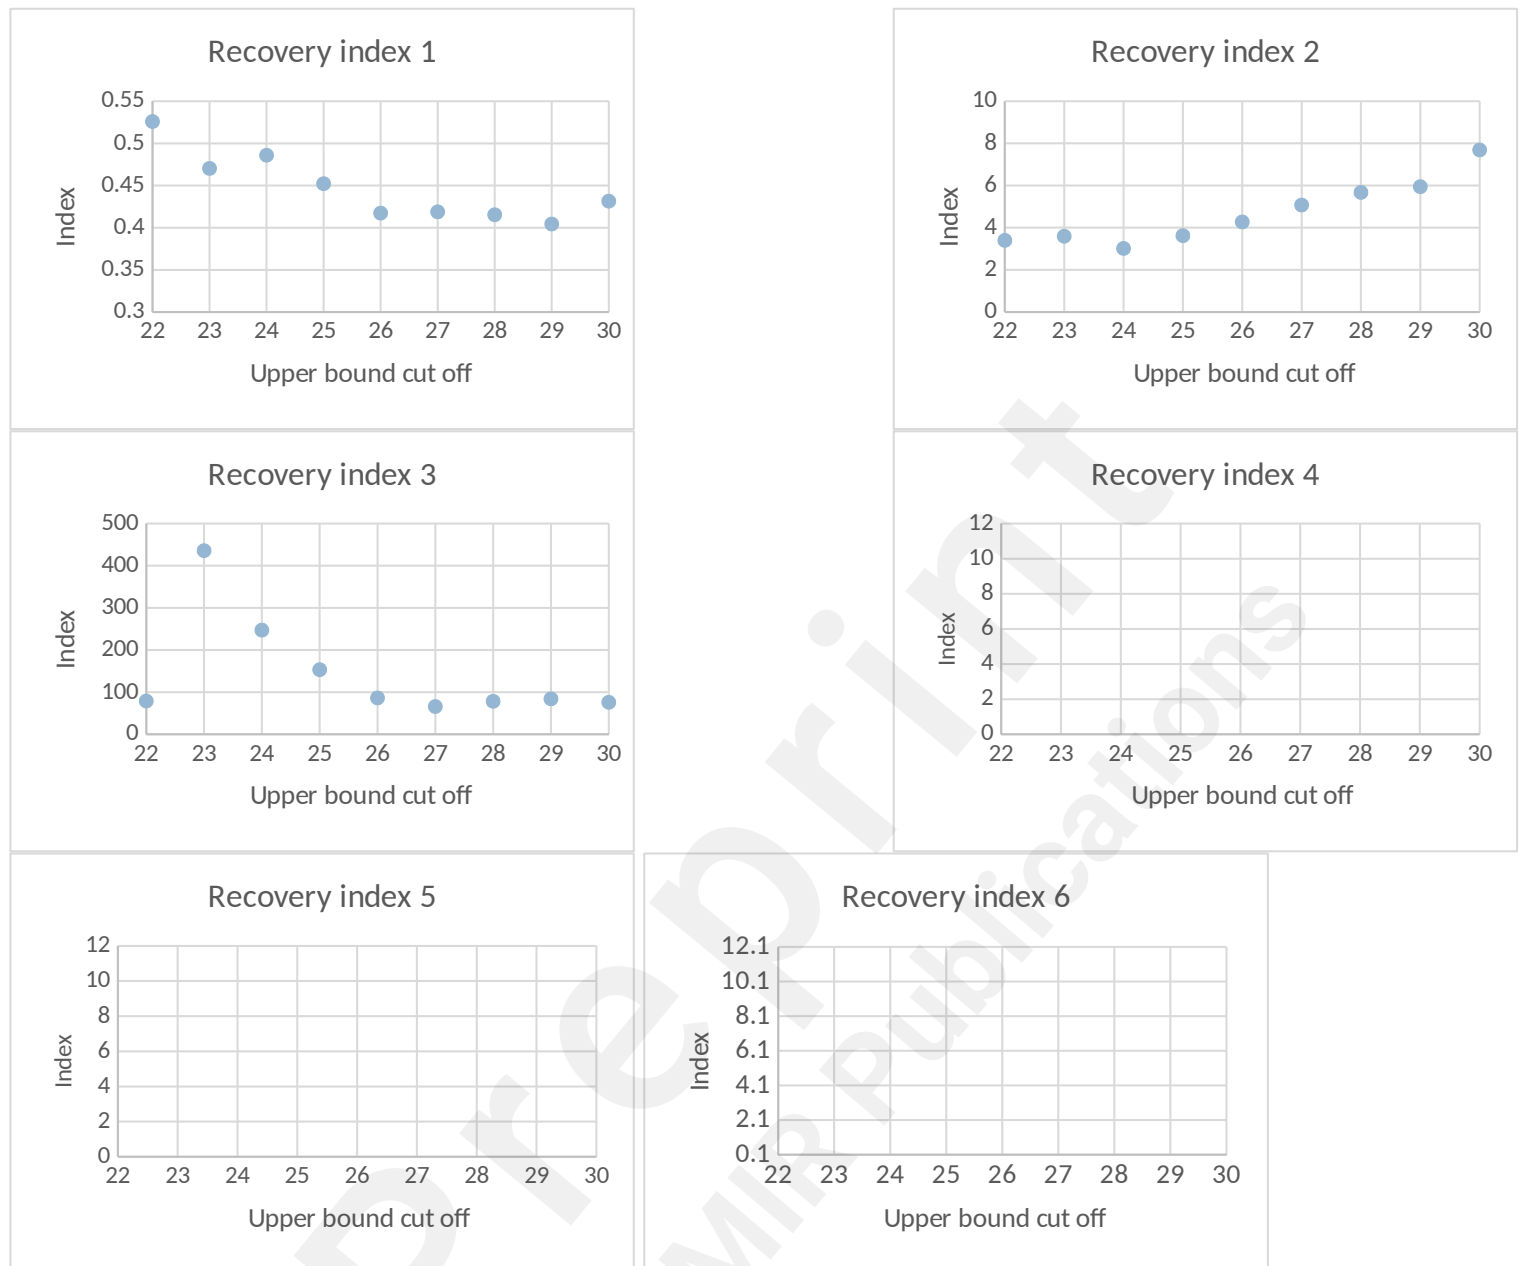 Recovery index 1
0.55
0.5
0.45
0.4
0.35
0.3
Index
22 23 24 25 26 27 28 29 30
Upper bound cut off
Recovery index 2
10
8
6
4
2
0
Index
22 23 24 25 26 27 28 29 30
Upper bound cut off
Recovery index 3
500
400
300
200
100
0
Index
22 23 24 25 26 27 28 29 30
Upper bound cut off
Recovery index 4
12
10
8
6
4
2
0
Index
22 23 24 25 26 27 28 29 30
Upper bound cut off
Recovery index 5
12
10
8
6
4
2
0
Index
22 23 24 25 26 27 28 29 30
Upper bound cut off
Recovery index 6
12.1
10.1
8.1
6.1
4.1
2.1
0.1
Index
22 23 24 25 26 27 28 29 30
Upper bound cut off
Preprint
MIR Publications